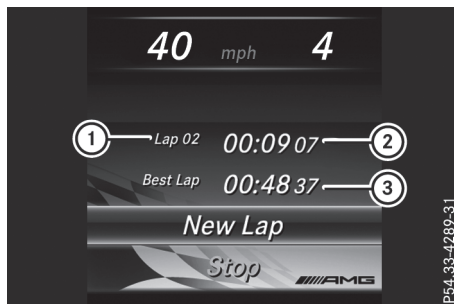 40 mph 4
1 Lap 02 00:09 07 2
Best Lap 00:48 37 3
New Lap
Stop AMG
P54.33-4289-31